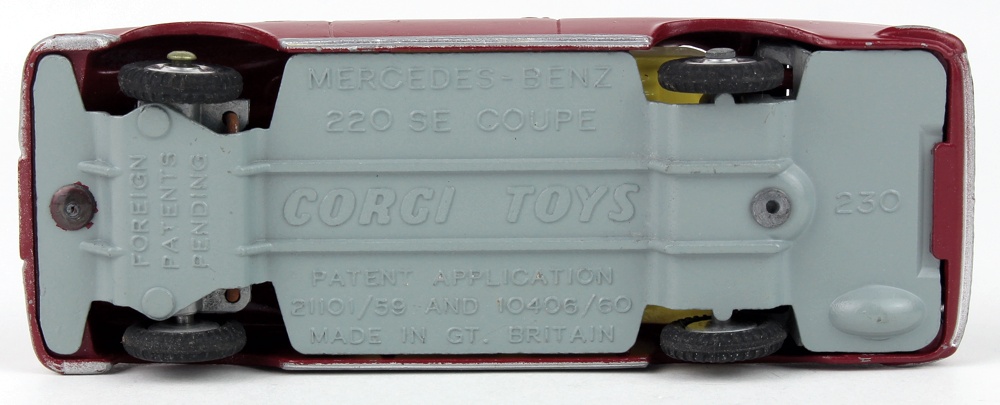 MERCEDES-BENZ
220 SE COUPE
CORGI TOYS
PATENT APPLICATION
21101/59 AND 10406/60
MADE IN GT. BRITAIN
FOREIGN
PATENTS
PENDING
230